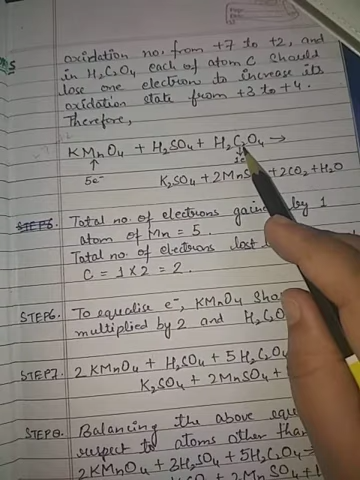 oxidation no. from +7 to +2, and
in H₂C₂O₄ each of atom C should
lose one electron to increase its
oxidation state from +3 to +4.
Therefore,
KMnO₄ + H₂SO₄ + H₂C₂O₄ →
5e⁻
K₂SO₄ + 2MnS + 2CO₂ + H₂O
STEP5. Total no. of electrons gained by 1
atom of Mn = 5.
Total no. of electrons lost
C = 1 × 2 = 2.
STEP6. To equalise e⁻, KMnO₄ shou
multiplied by 2 and H₂C₂O
STEP7. 2KMnO₄ + H₂SO₄ + 5H₂C₂O₄
K₂SO₄ + 2MnSO₄ +
STEP8. Balancing the above equa
respect to atoms other than
2KMnO₄ + 3H₂SO₄ + 5H₂C₂O₄